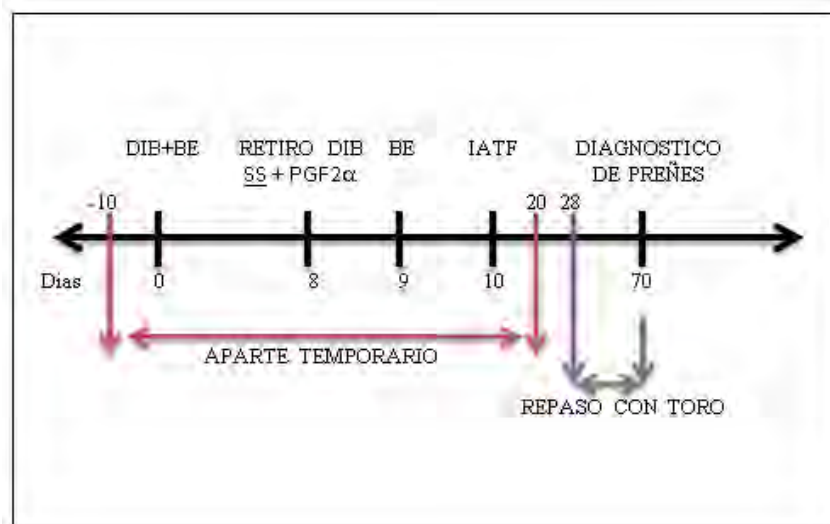 DIB+BE RETIRO DIB BE IATF DIAGNOSTICO
SS + PGF2α DE PREÑES
-10 20 28
Dias 0 8 9 10 70
APARTE TEMPORARIO
REPASO CON TORO